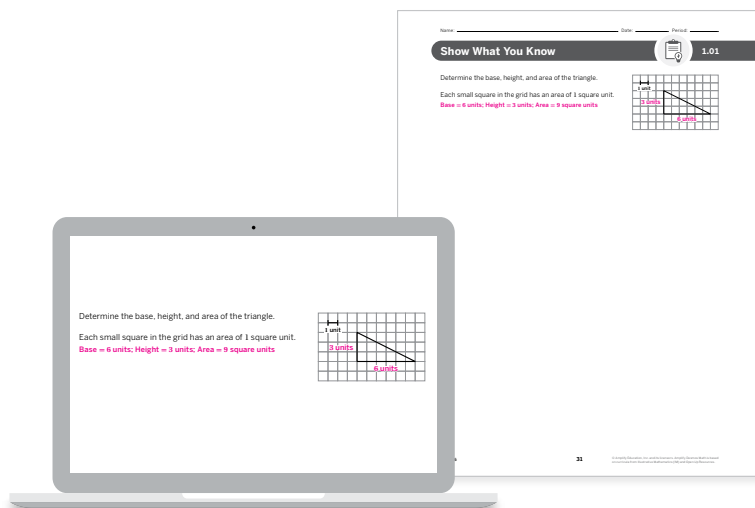 Name: Date: Period:
Show What You Know 1.01
Determine the base, height, and area of the triangle.
Each small square in the grid has an area of 1 square unit.
Base = 6 units; Height = 3 units; Area = 9 square units
1 unit
3 units
6 units
31
Determine the base, height, and area of the triangle.
Each small square in the grid has an area of 1 square unit.
Base = 6 units; Height = 3 units; Area = 9 square units
1 unit
3 units
6 units